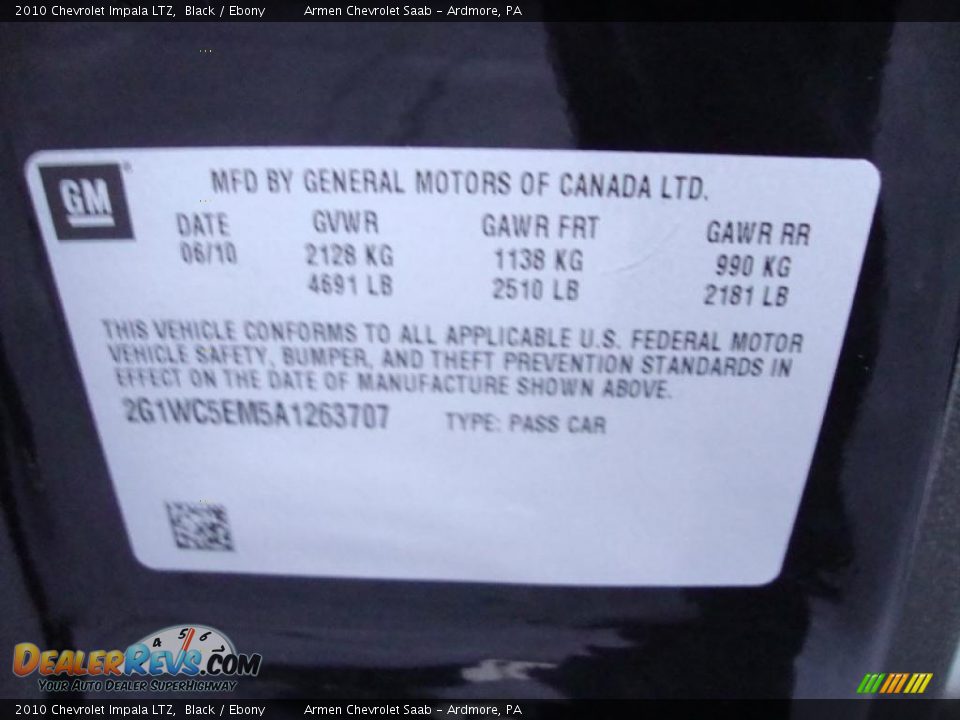 2010 Chevrolet Impala LTZ, Black / Ebony Armen Chevrolet Saab - Ardmore, PA
GM®
MFD BY GENERAL MOTORS OF CANADA LTD.
DATE GVWR GAWR FRT GAWR RR
06/10 2128 KG 1138 KG 990 KG
4691 LB 2510 LB 2181 LB
THIS VEHICLE CONFORMS TO ALL APPLICABLE U.S. FEDERAL MOTOR
VEHICLE SAFETY, BUMPER, AND THEFT PREVENTION STANDARDS IN
EFFECT ON THE DATE OF MANUFACTURE SHOWN ABOVE.
2G1WC5EM5A1263707 TYPE: PASS CAR
4 5 6
DEALERREVS.COM
YOUR AUTO DEALER SUPERHIGHWAY
2010 Chevrolet Impala LTZ, Black / Ebony Armen Chevrolet Saab - Ardmore, PA